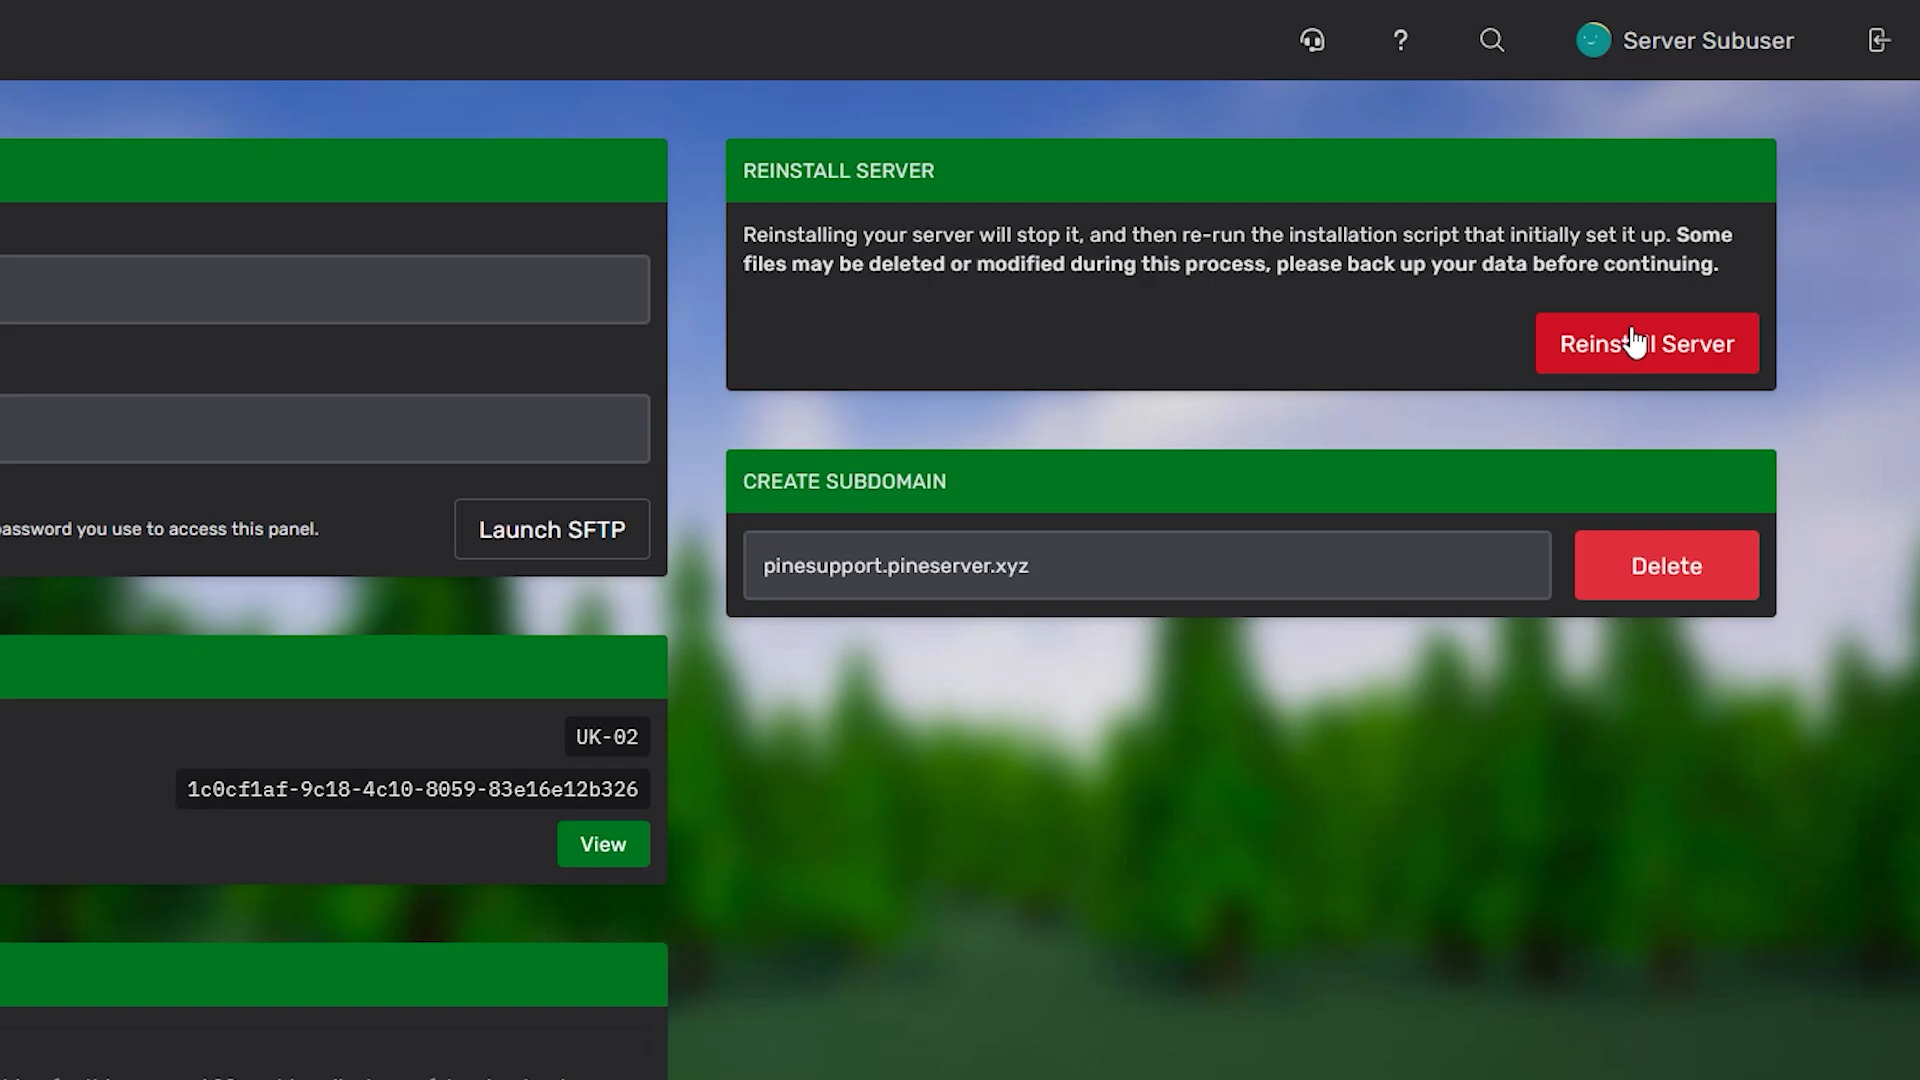 ?
Server Subuser
REINSTALL SERVER
Reinstalling your server will stop it, and then re-run the installation script that initially set it up. Some
files may be deleted or modified during this process, please back up your data before continuing.
Reinstall Server
password you use to access this panel.
Launch SFTP
CREATE SUBDOMAIN
pinesupport.pineserver.xyz
Delete
UK-02
1c0cf1af-9c18-4c10-8059-83e16e12b326
View